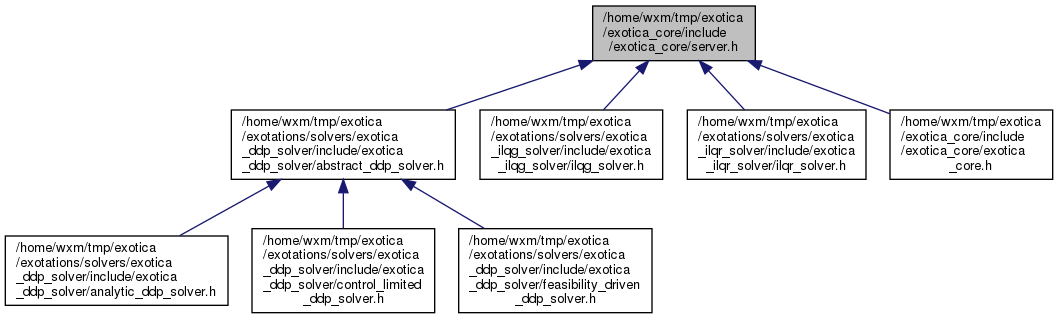 /home/wxm/tmp/exotica
/exotica_core/include
/exotica_core/server.h
/home/wxm/tmp/exotica
/exotations/solvers/exotica
_ddp_solver/include/exotica
_ddp_solver/abstract_ddp_solver.h
/home/wxm/tmp/exotica
/exotations/solvers/exotica
_ilqg_solver/include/exotica
_ilqg_solver/ilqg_solver.h
/home/wxm/tmp/exotica
/exotations/solvers/exotica
_ilqr_solver/include/exotica
_ilqr_solver/ilqr_solver.h
/home/wxm/tmp/exotica
/exotica_core/include
/exotica_core/exotica
_core.h
/home/wxm/tmp/exotica
/exotations/solvers/exotica
_ddp_solver/include/exotica
_ddp_solver/analytic_ddp_solver.h
/home/wxm/tmp/exotica
/exotations/solvers/exotica
_ddp_solver/include/exotica
_ddp_solver/control_limited
_ddp_solver.h
/home/wxm/tmp/exotica
/exotations/solvers/exotica
_ddp_solver/include/exotica
_ddp_solver/feasibility_driven
_ddp_solver.h